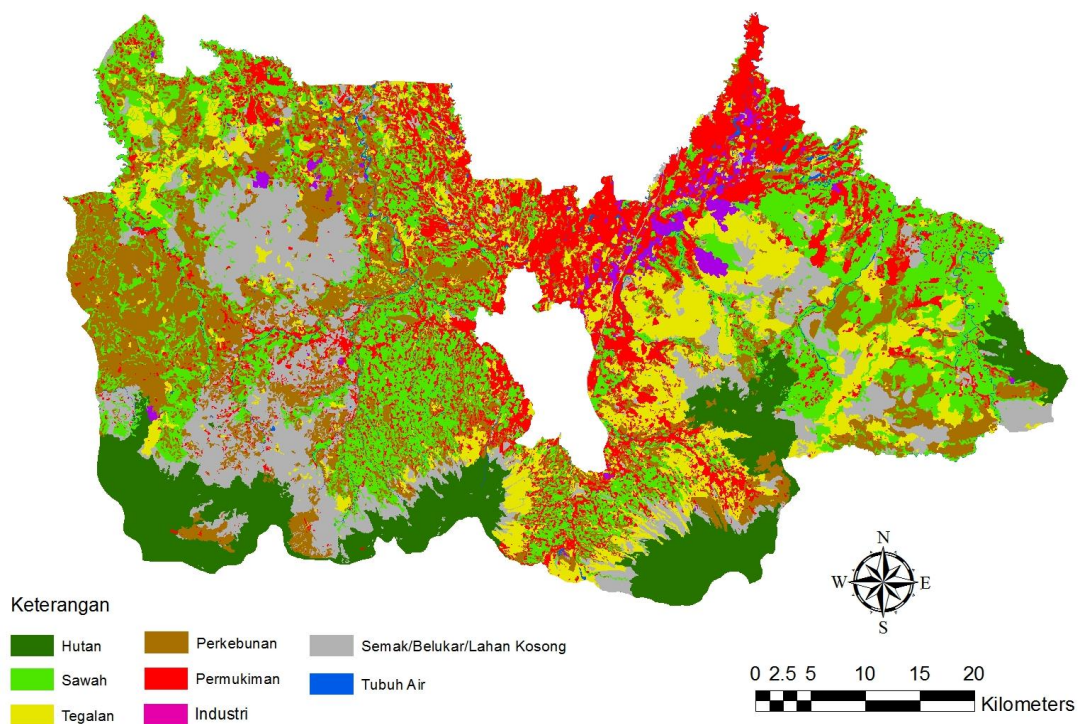 N
W E
S
Keterangan
Hutan
Sawah
Tegalan
Perkebunan
Permukiman
Industri
Semak/Belukar/Lahan Kosong
Tubuh Air
0 2.5 5 10 15 20
Kilometers